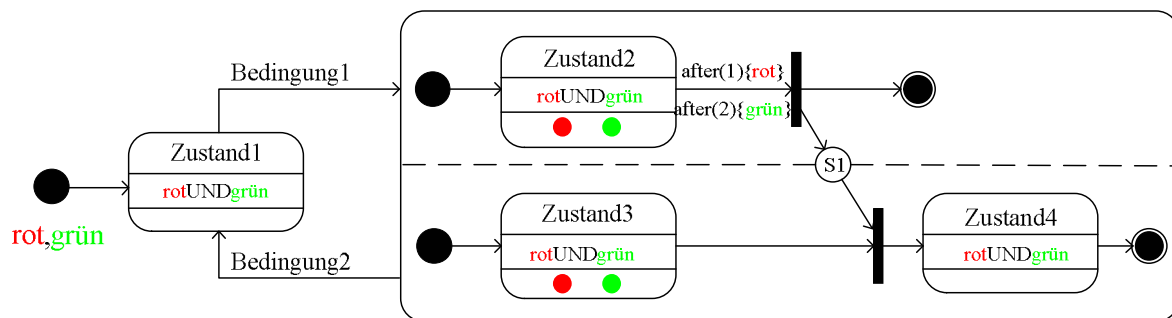 Zustand2
after(1){rot}
Bedingung1
rotUNDgrün
after(2){grün}
Zustand1
S1
rotUNDgrün
Zustand3
Zustand4
rot,grün
rotUNDgrün
rotUNDgrün
Bedingung2